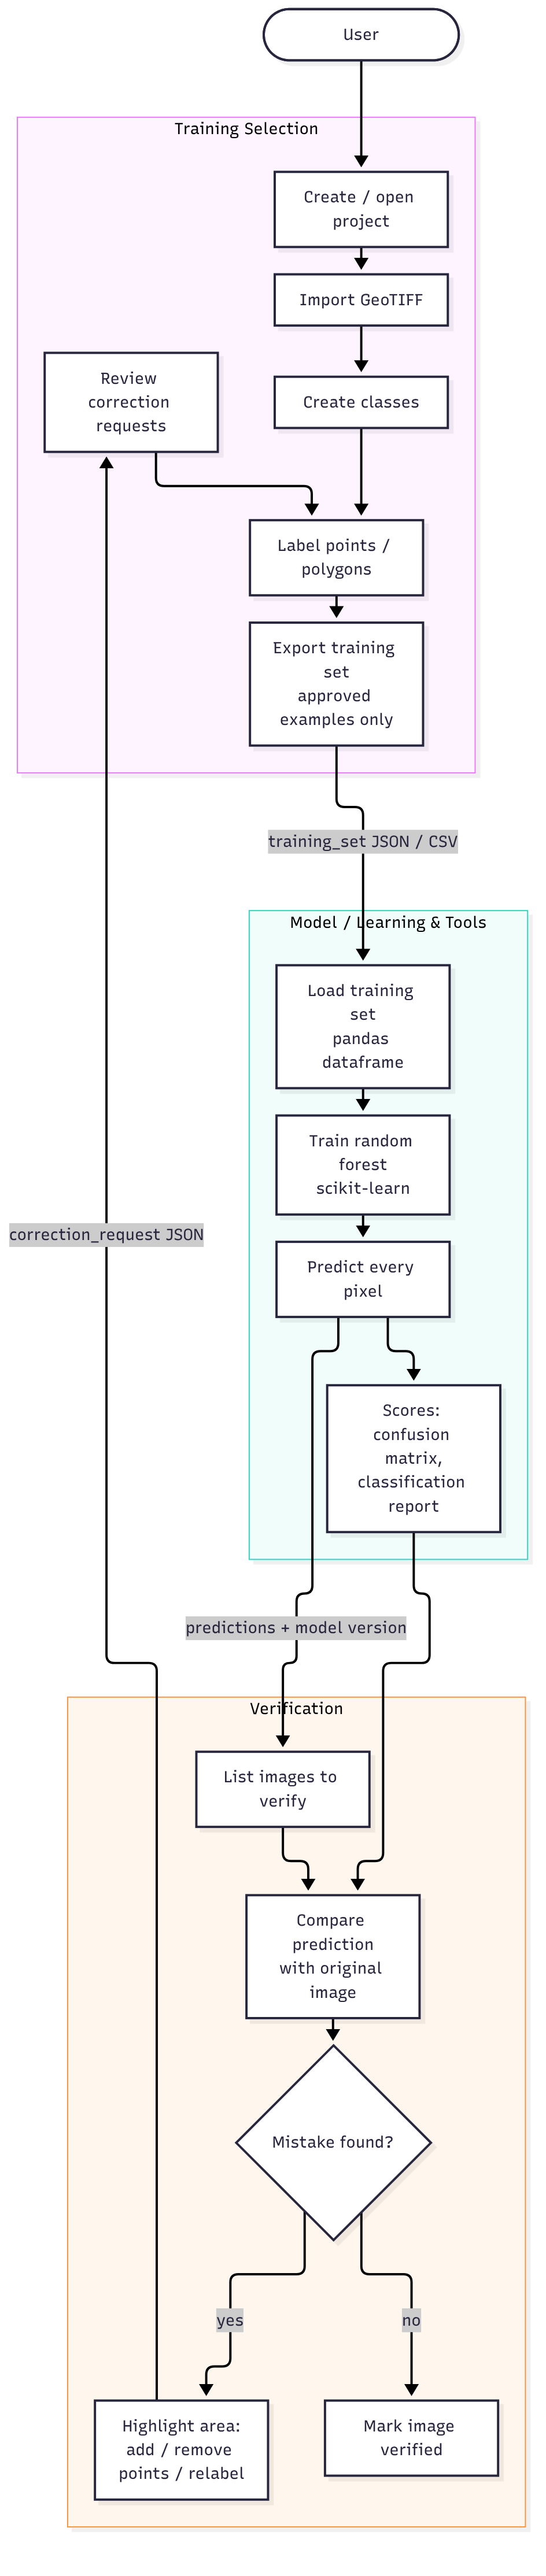 User
Training Selection
Create / open
project
Import GeoTIFF
Review
correction
requests
Create classes
Label points /
polygons
Export training
set
approved
examples only
training_set JSON / CSV
Model / Learning & Tools
Load training
set
pandas
dataframe
Train random
forest
scikit-learn
correction_request JSON
Predict every
pixel
Scores:
confusion
matrix,
classification
report
predictions + model version
Verification
List images to
verify
Compare
prediction
with original
image
Mistake found?
yes
no
Highlight area:
add / remove
points / relabel
Mark image
verified